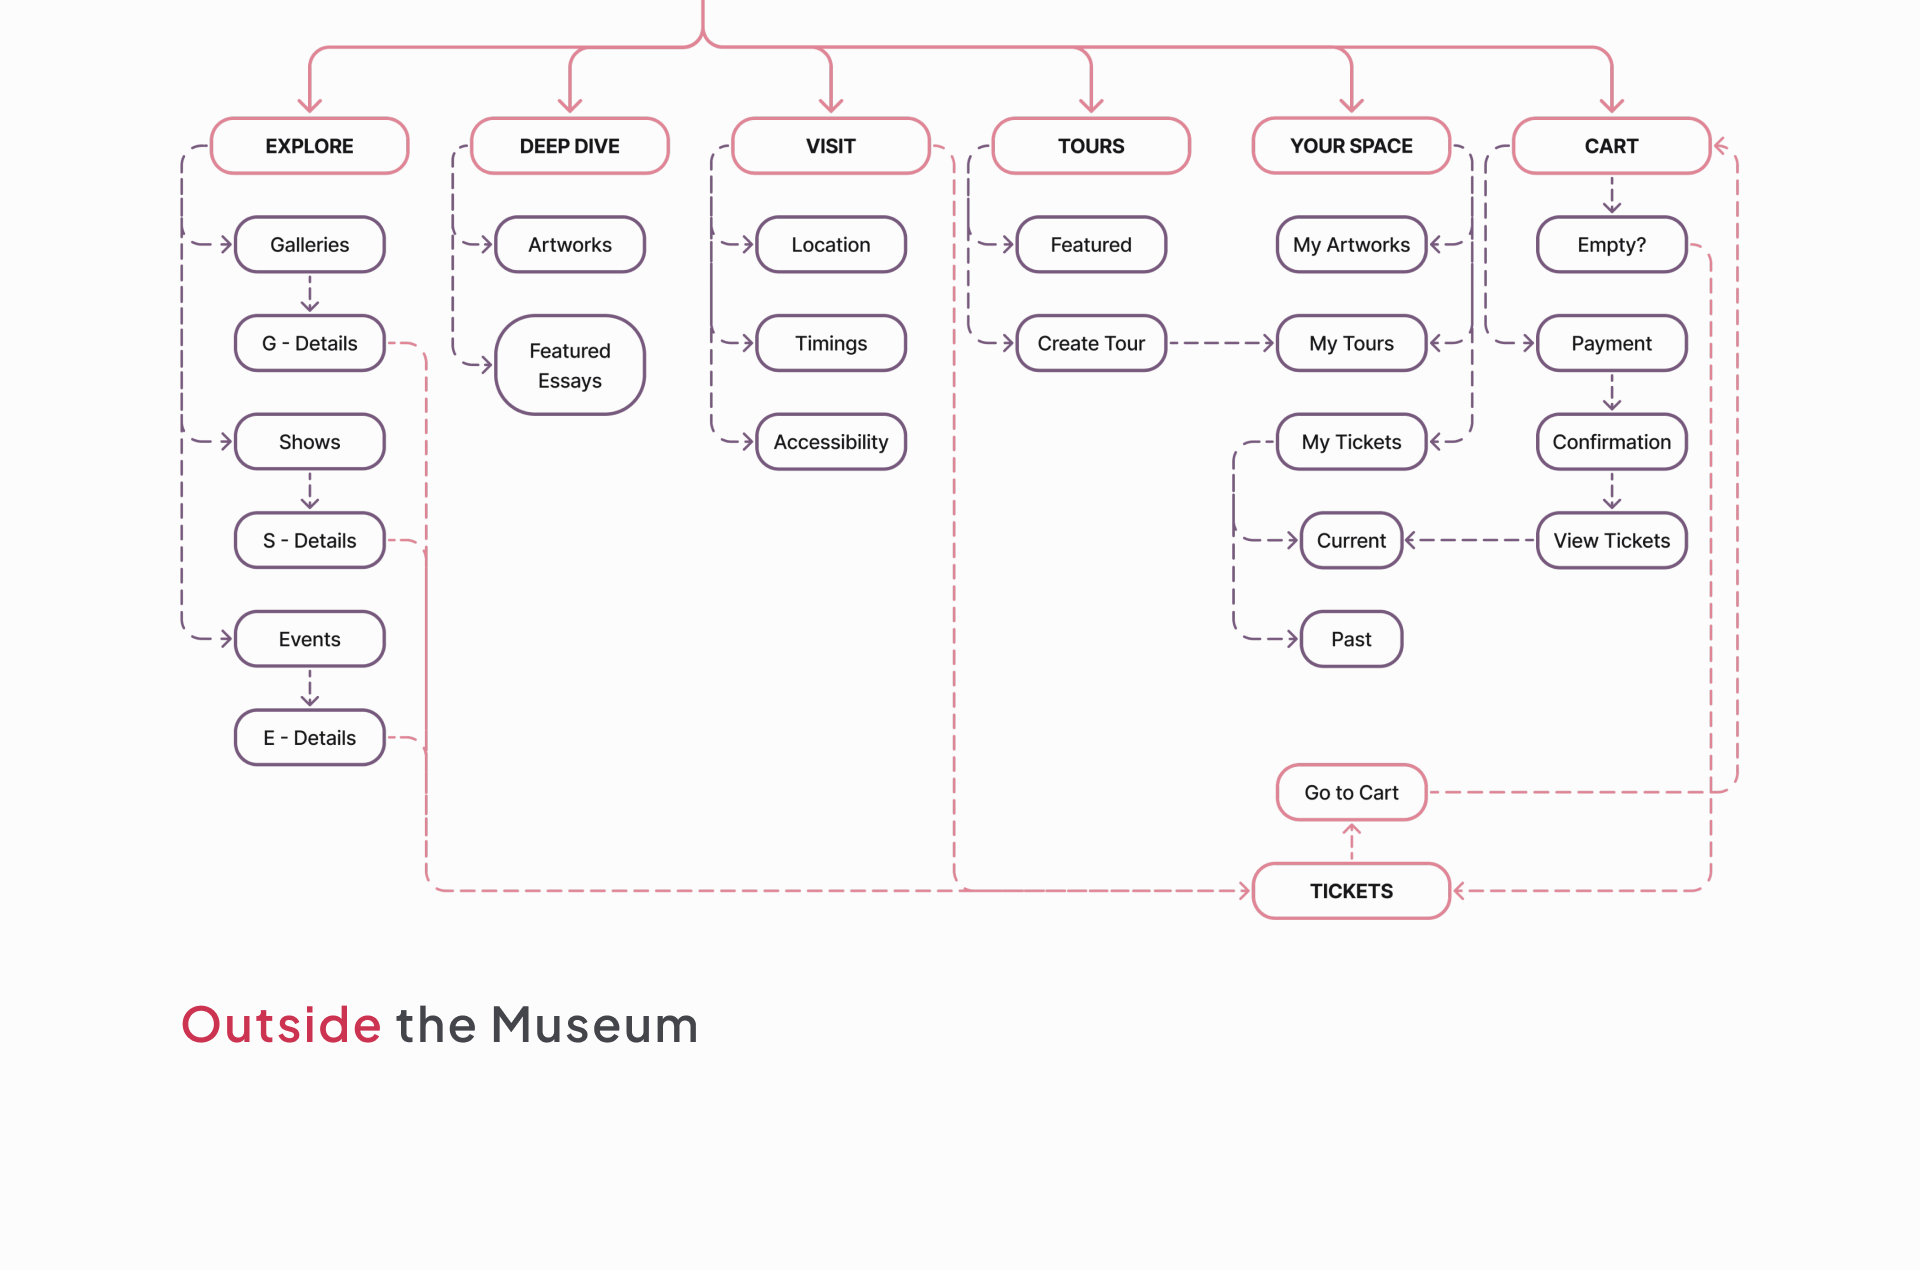 EXPLORE
DEEP DIVE
VISIT
TOURS
YOUR SPACE
CART
Galleries
Artworks
Location
Featured
My Artworks
Empty?
G - Details
Featured
Essays
Timings
Create Tour
My Tours
Payment
Shows
Accessibility
My Tickets
Confirmation
S - Details
Current
View Tickets
Events
Past
E - Details
Go to Cart
TICKETS
Outside the Museum